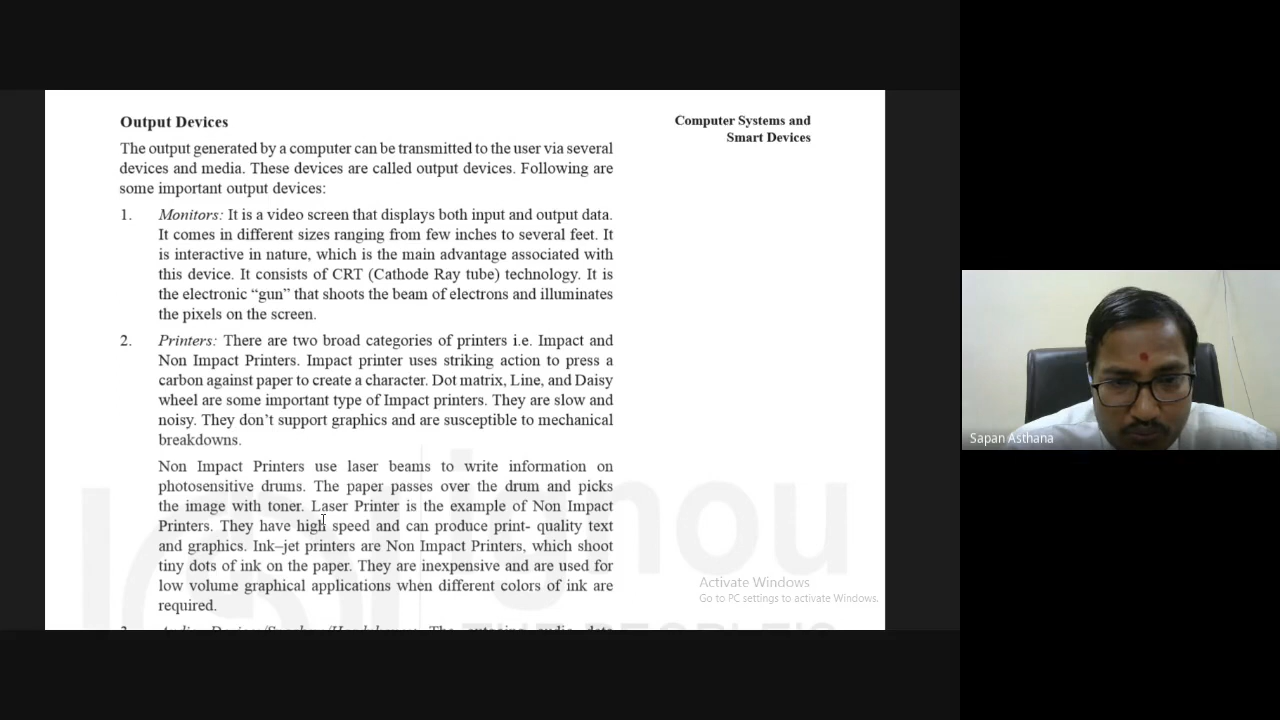 Output Devices
Computer Systems and
Smart Devices
The output generated by a computer can be transmitted to the user via several
devices and media. These devices are called output devices. Following are
some important output devices:
1. Monitors: It is a video screen that displays both input and output data.
It comes in different sizes ranging from few inches to several feet. It
is interactive in nature, which is the main advantage associated with
this device. It consists of CRT (Cathode Ray tube) technology. It is
the electronic “gun” that shoots the beam of electrons and illuminates
the pixels on the screen.
2. Printers: There are two broad categories of printers i.e. Impact and
Non Impact Printers. Impact printer uses striking action to press a
carbon against paper to create a character. Dot matrix, Line, and Daisy
wheel are some important type of Impact printers. They are slow and
noisy. They don’t support graphics and are susceptible to mechanical
breakdowns.
Non Impact Printers use laser beams to write information on
photosensitive drums. The paper passes over the drum and picks
the image with toner. Laser Printer is the example of Non Impact
Printers. They have high speed and can produce print- quality text
and graphics. Ink–jet printers are Non Impact Printers, which shoot
tiny dots of ink on the paper. They are inexpensive and are used for
low volume graphical applications when different colors of ink are
required.
ignou
Activate Windows
Go to PC settings to activate Windows.
Sapan Asthana